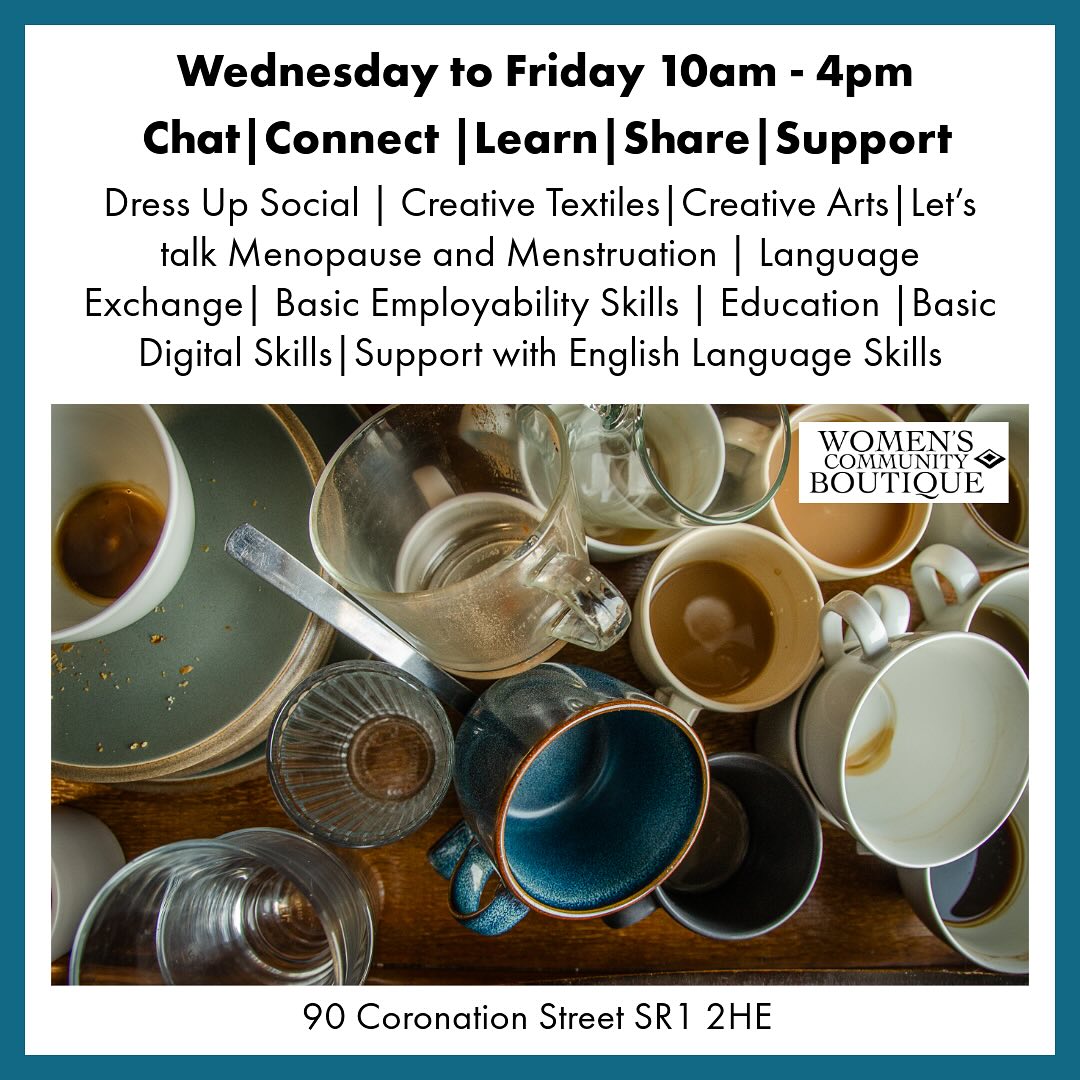 Wednesday to Friday 10am - 4pm
Chat|Connect |Learn|Share|Support
Dress Up Social | Creative Textiles|Creative Arts|Let’s
talk Menopause and Menstruation | Language
Exchange| Basic Employability Skills | Education |Basic
Digital Skills|Support with English Language Skills
WOMEN'S
COMMUNITY
BOUTIQUE
90 Coronation Street SR1 2HE